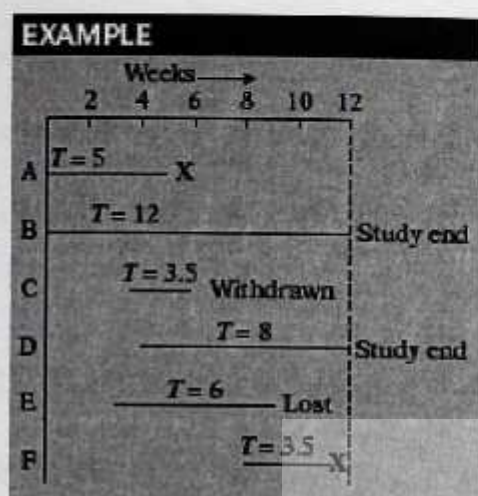 EXAMPLE
Weeks
2 4 6 8 10 12
T = 5
A X
T = 12
B Study end
T = 3.5
C Withdrawn
T = 8
D Study end
T = 6
E Lost
T = 3.5
F X